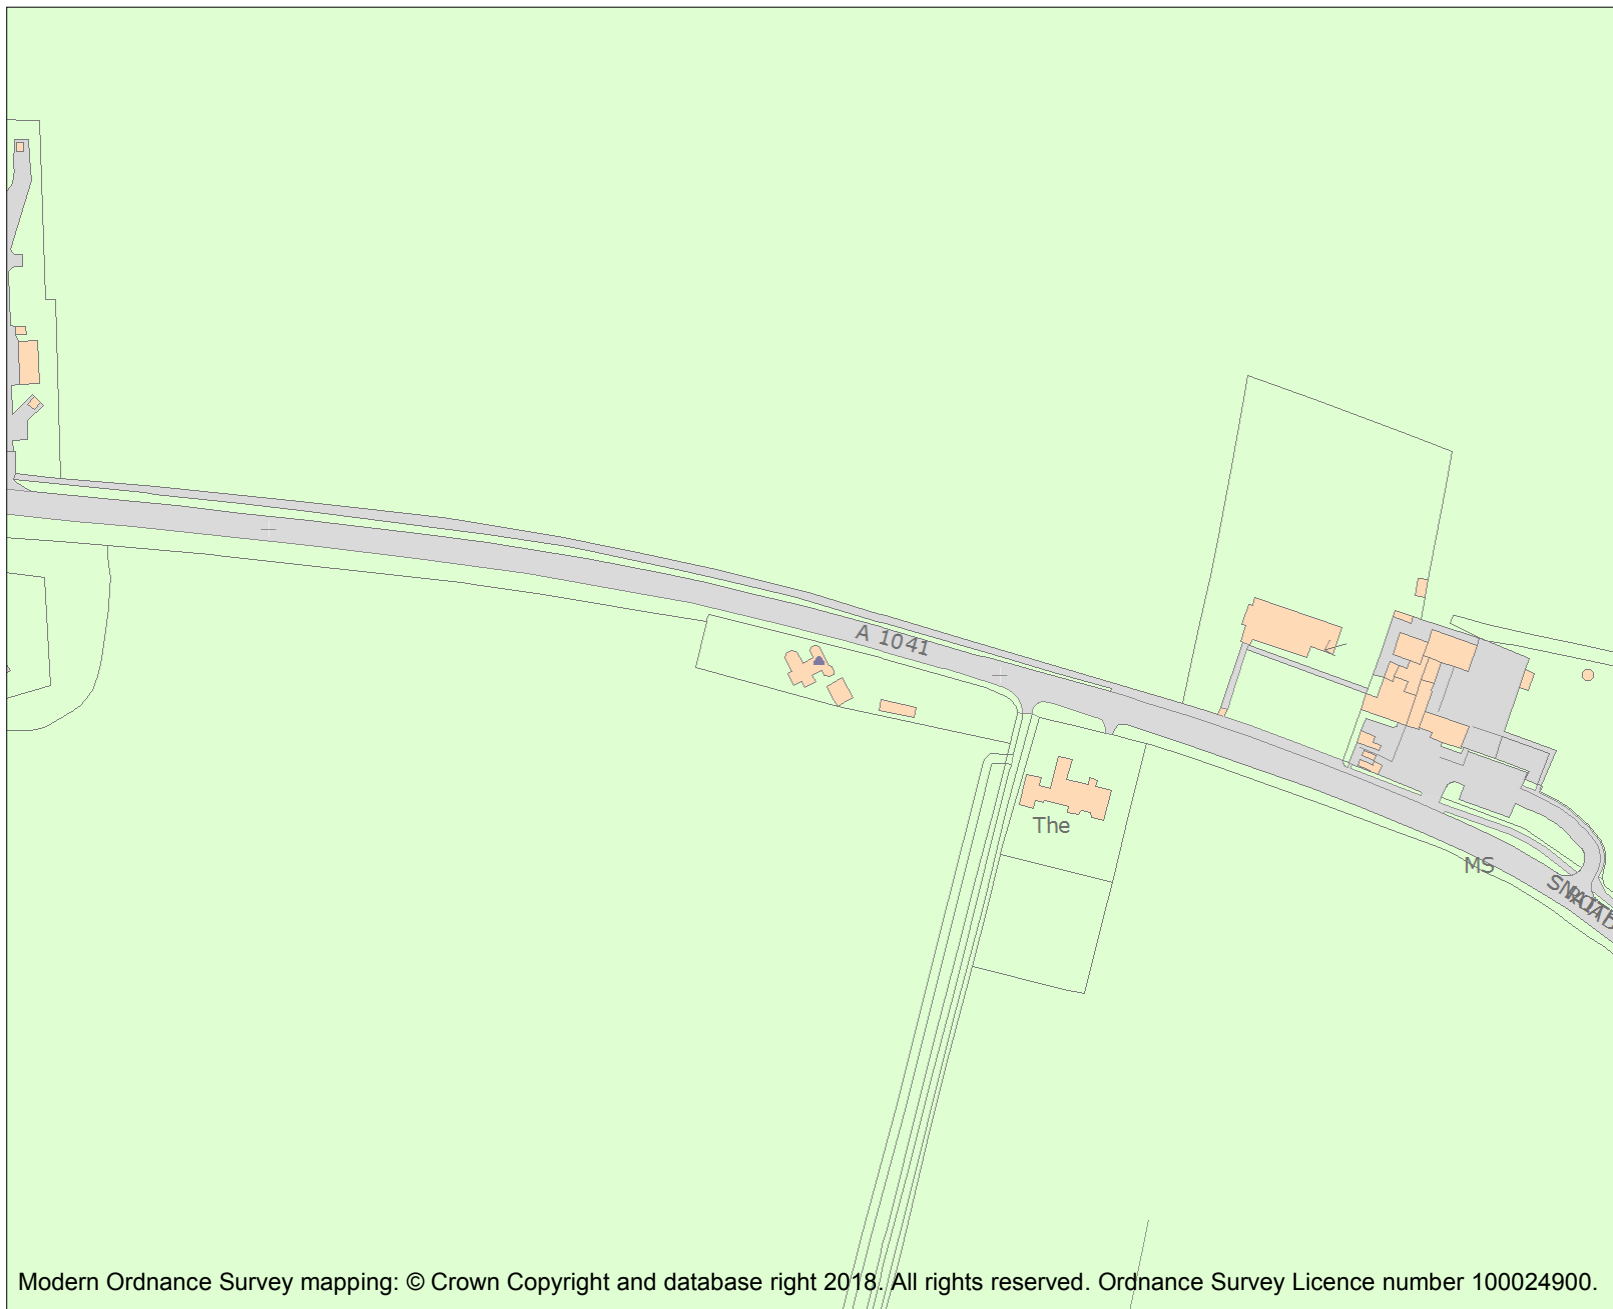 A 1041
The
MS
Modern Ordnance Survey mapping: © Crown Copyright and database right 2018. All rights reserved. Ordnance Survey Licence number 100024900.